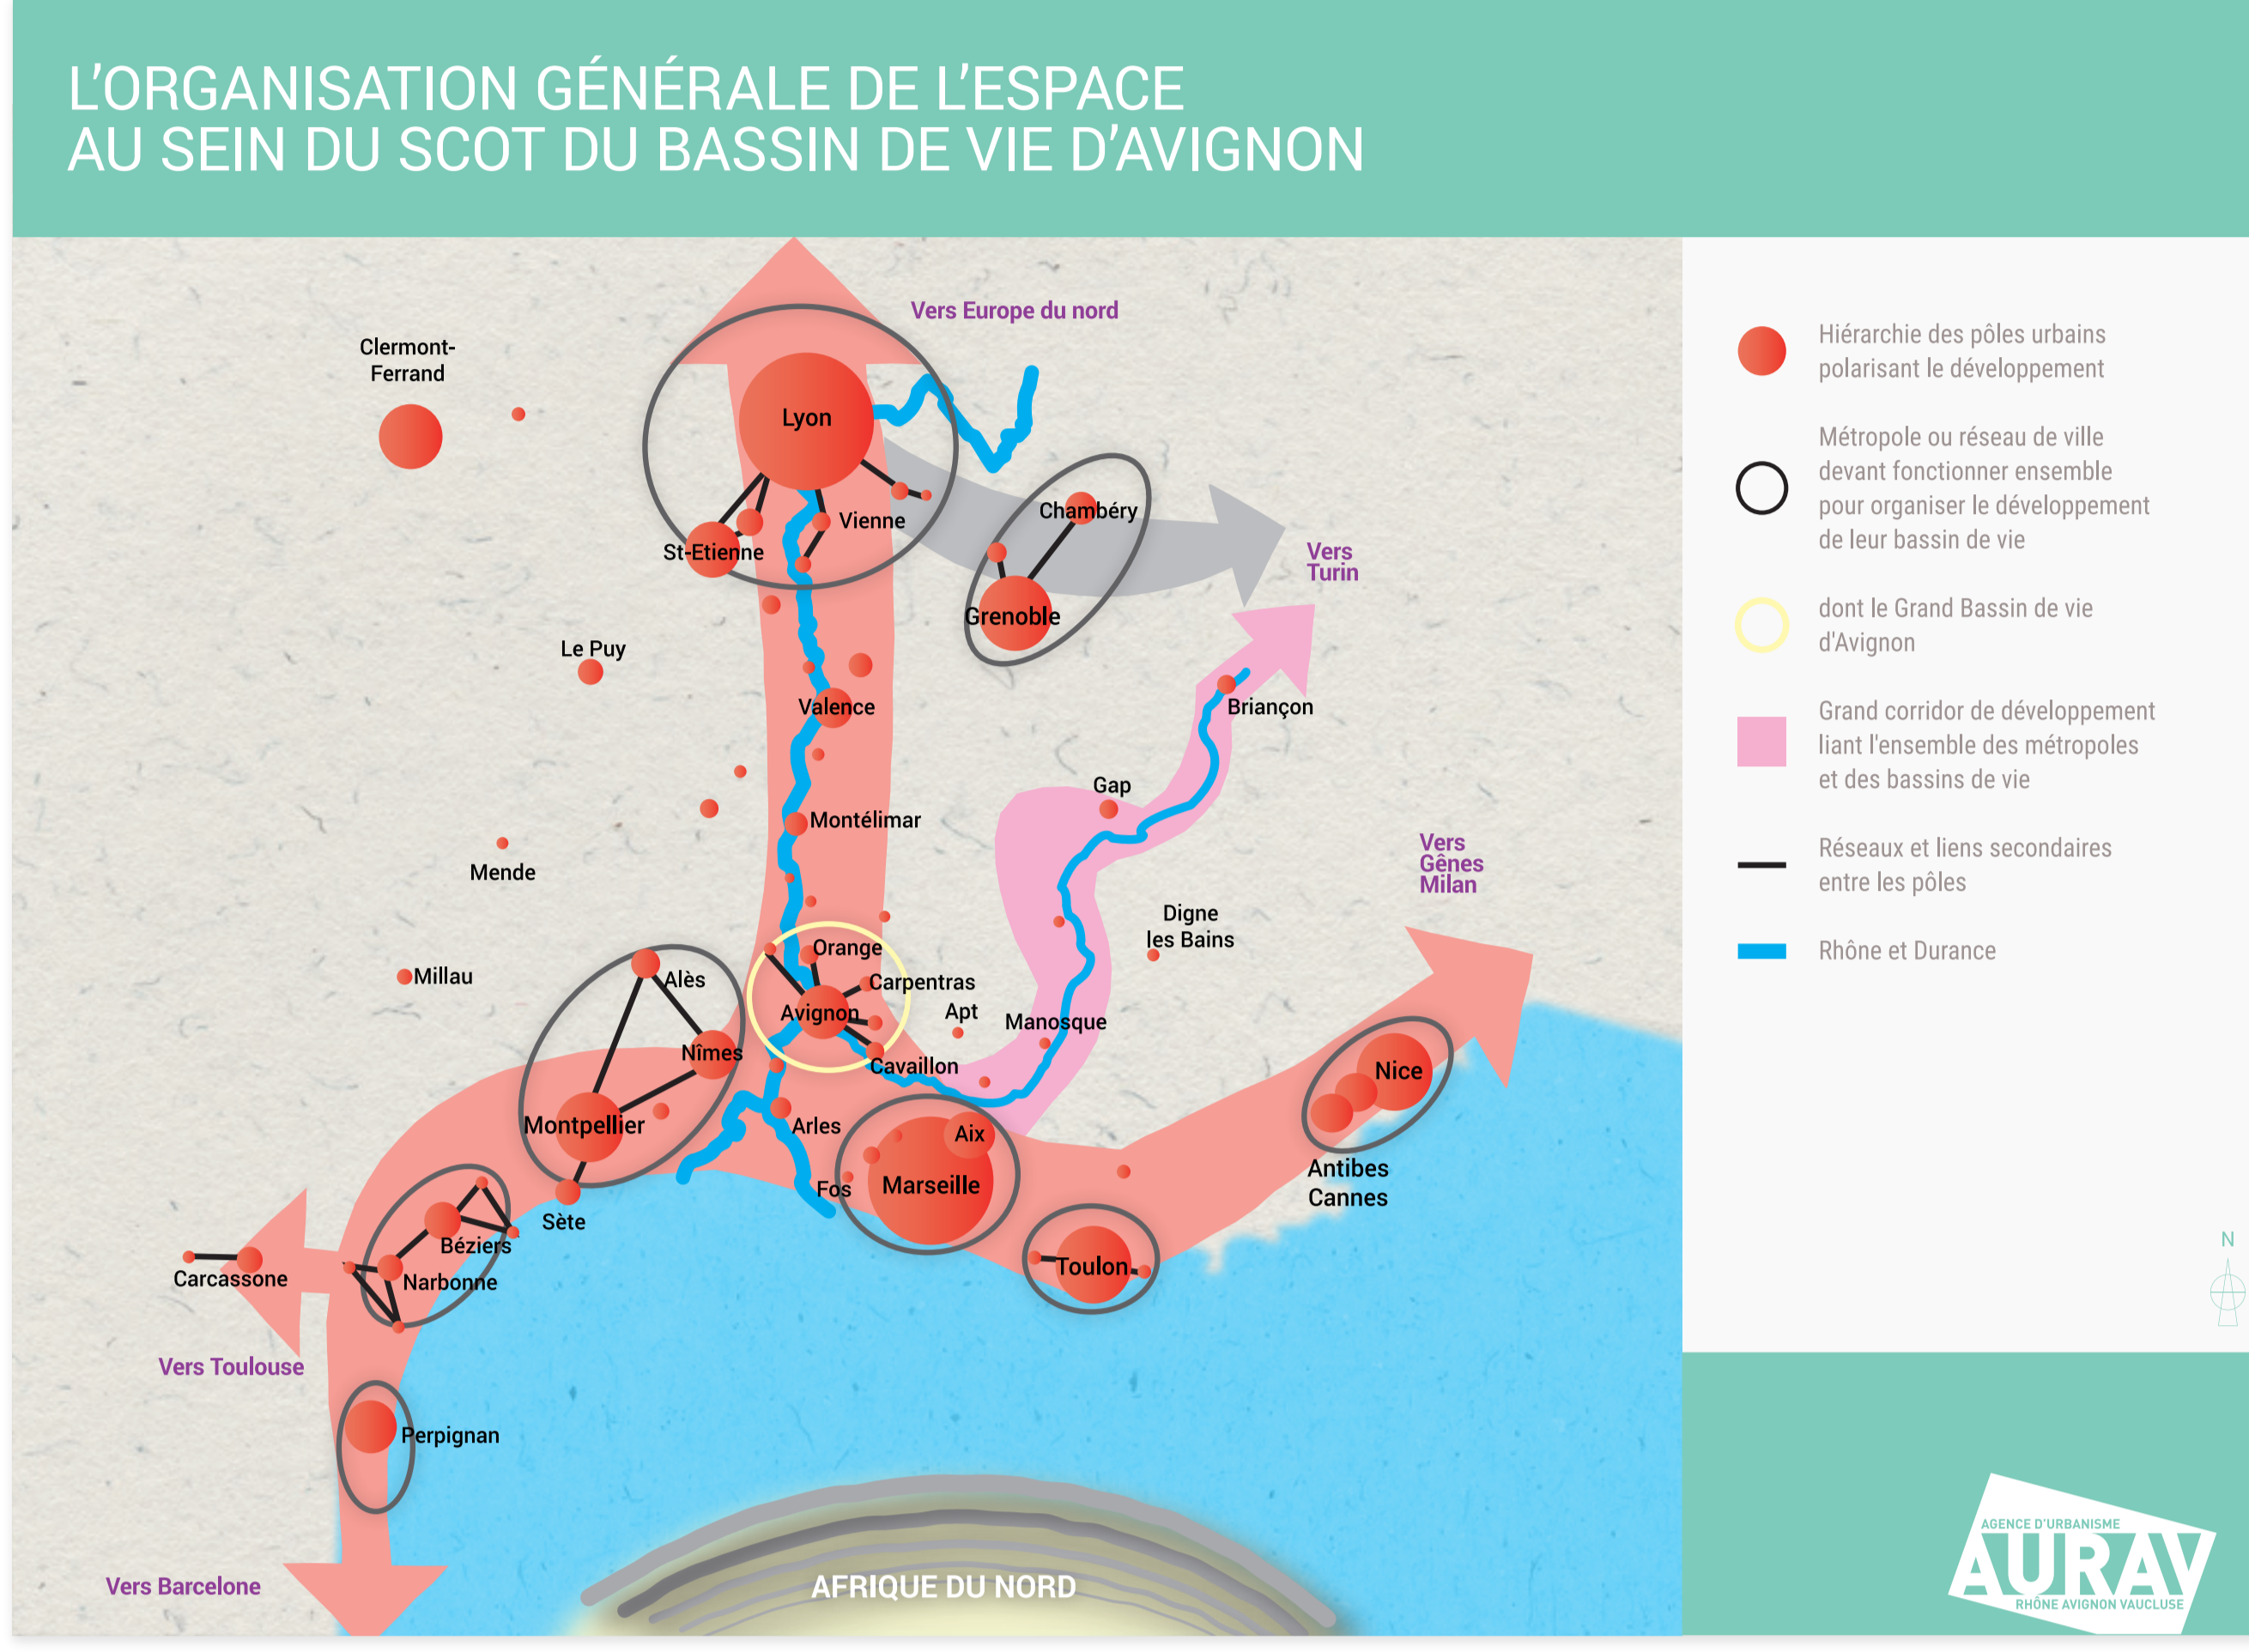 L'ORGANISATION GÉNÉRALE DE L'ESPACE
AU SEIN DU SCOT DU BASSIN DE VIE D'AVIGNON
Vers Europe du nord
Clermont-
Ferrand
Lyon
Chambéry
Vienne
St-Etienne
Vers
Turin
Grenoble
Le Puy
Valence
Briançon
Gap
Montélimar
Mende
Vers
Gênes
Milan
Digne
les Bains
Orange
Millau
Alès
Carpentras
Avignon
Apt
Manosque
Nîmes
Cavaillon
Nice
Montpellier
Arles
Aix
Fos
Marseille
Antibes
Cannes
Sète
Béziers
Toulon
Carcassone
Narbonne
Vers Toulouse
Perpignan
Vers Barcelone
AFRIQUE DU NORD
Hiérarchie des pôles urbains
polarisant le développement
Métropole ou réseau de ville
devant fonctionner ensemble
pour organiser le développement
de leur bassin de vie
dont le Grand Bassin de vie
d'Avignon
Grand corridor de développement
liant l'ensemble des métropoles
et des bassins de vie
Réseaux et liens secondaires
entre les pôles
Rhône et Durance
N
AGENCE D'URBANISME
AURAV
RHÔNE AVIGNON VAUCLUSE